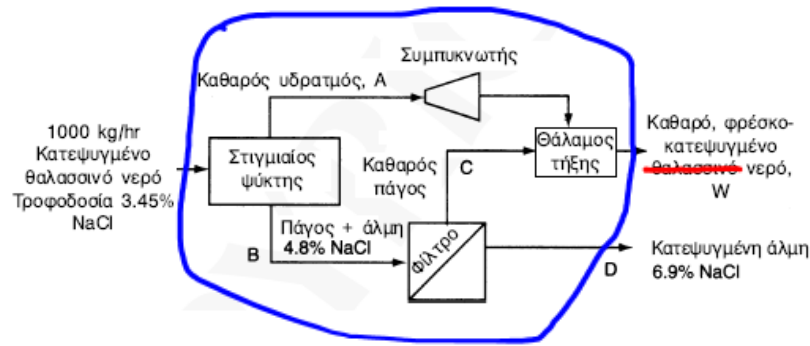 Συμπυκνωτής
Καθαρός υδρατμός, Α
1000 kg/hr
Κατεψυγμένο
θαλασσινό νερό
Τροφοδοσία 3.45%
NaCl
Στιγμιαίος
ψύκτης
Καθαρός
πάγος
C
Θάλαμος
τήξης
Καθαρό, φρέσκο-
κατεψυγμένο
θαλασσινό νερό,
W
Πάγος + άλμη
4.8% NaCl
B
Φίλτρο
D
Κατεψυγμένη άλμη
6.9% NaCl